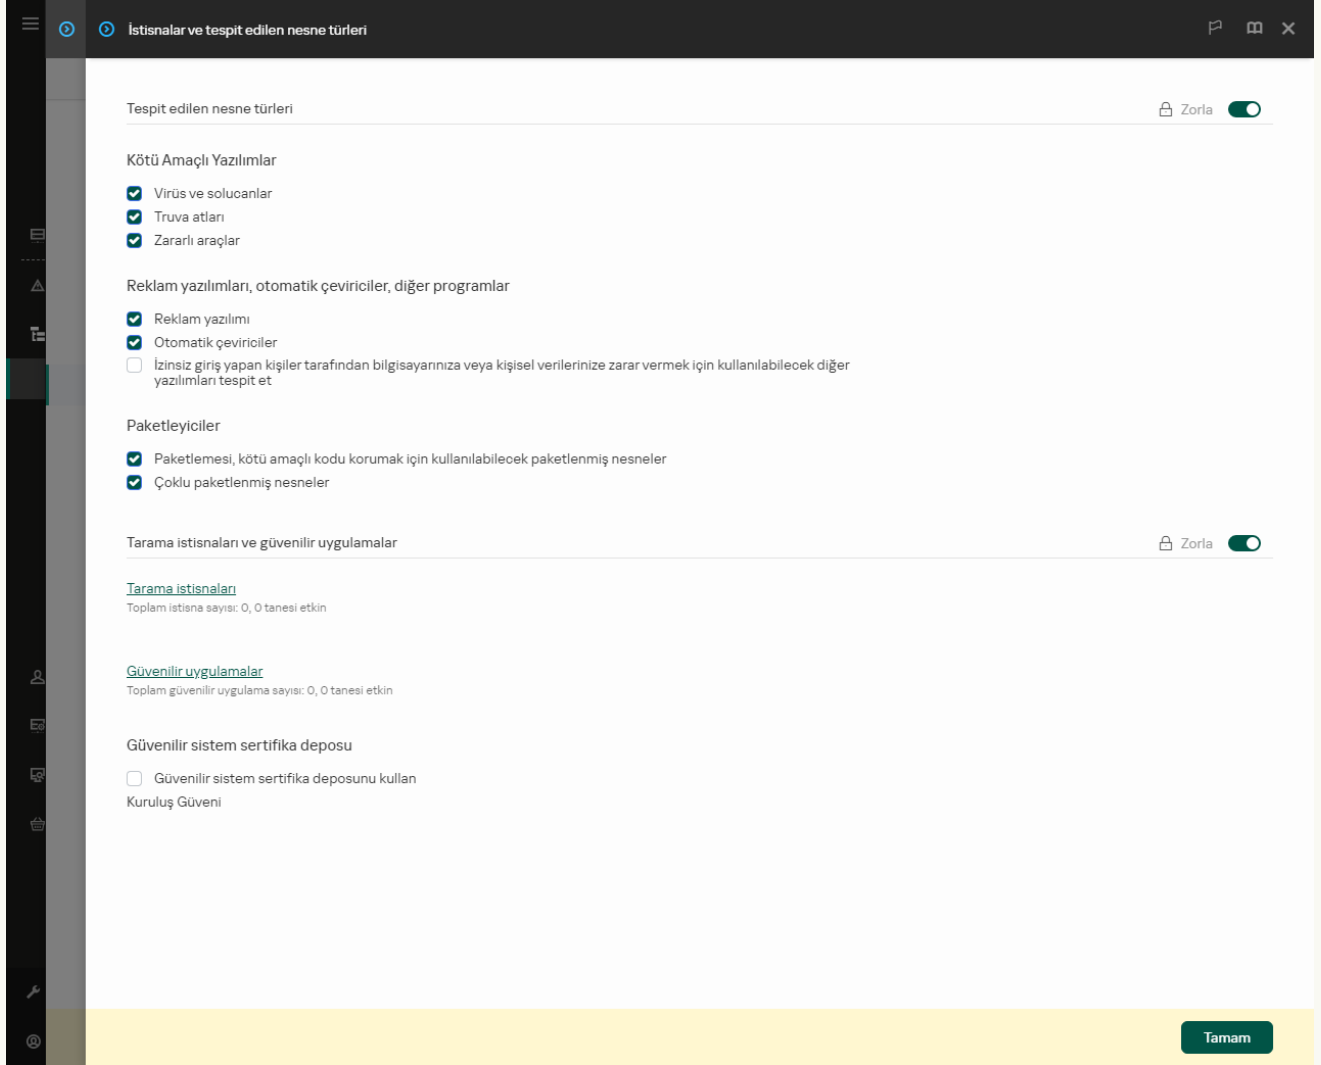 İstisnalar ve tespit edilen nesne türleri
Tespit edilen nesne türleri
Zorla
Kötü Amaçlı Yazılımlar
Virüs ve solucanlar
Truva atları
Zararlı araçlar
Reklam yazılımları, otomatik çeviriciler, diğer programlar
Reklam yazılımı
Otomatik çeviriciler
İzinsiz giriş yapan kişiler tarafından bilgisayarınıza veya kişisel verilerinize zarar vermek için kullanılabilecek diğer
yazılımları tespit et
Paketleyiciler
Paketlemesi, kötü amaçlı kodu korumak için kullanılabilecek paketlenmiş nesneler
Çoklu paketlenmiş nesneler
Tarama istisnaları ve güvenilir uygulamalar
Zorla
Tarama istisnaları
Toplam istisna sayısı: 0, 0 tanesi etkin
Güvenilir uygulamalar
Toplam güvenilir uygulama sayısı: 0, 0 tanesi etkin
Güvenilir sistem sertifika deposu
Güvenilir sistem sertifika deposunu kullan
Kuruluş Güveni
Tamam